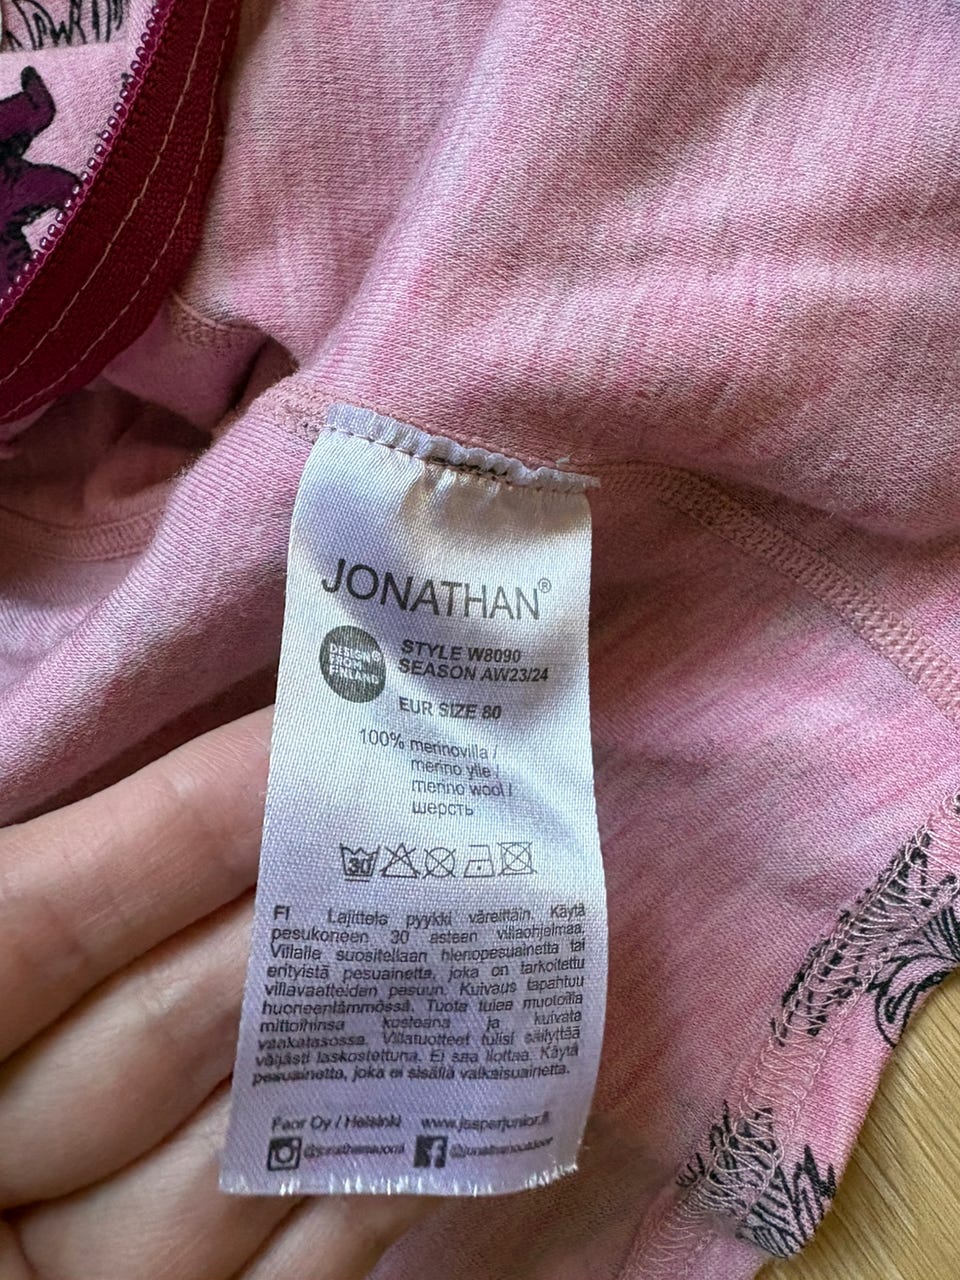 JONATHAN®
DESIGN
FROM
FINLAND
STYLE W8090
SEASON AW23/24
EUR SIZE 80
100% merinovilla /
merino ylle /
merino wool /
шерсть
30
FI Lajittele pyykki väreittäin. Käytä
pesukoneen 30 asteen villaohjelmaa.
Villalle suositellaan hienopesuainetta tai
erityistä pesuainetta, joka on tarkoitettu
villavaatteiden pesuun. Kuivaus tapahtuu
huoneenlämmössä. Tuote tulee muotoilla
mittoihinsa kosteana ja kuivata
vaakatasossa. Villatuotteet tulisi säilyttää
väljästi laskostettuna. Ei saa liottaa. Käytä
pesuainetta, joka ei sisällä valkaisuainetta.
Faor Oy / Helsinki www.jesperjunior.fi
@jonathanoutdoor